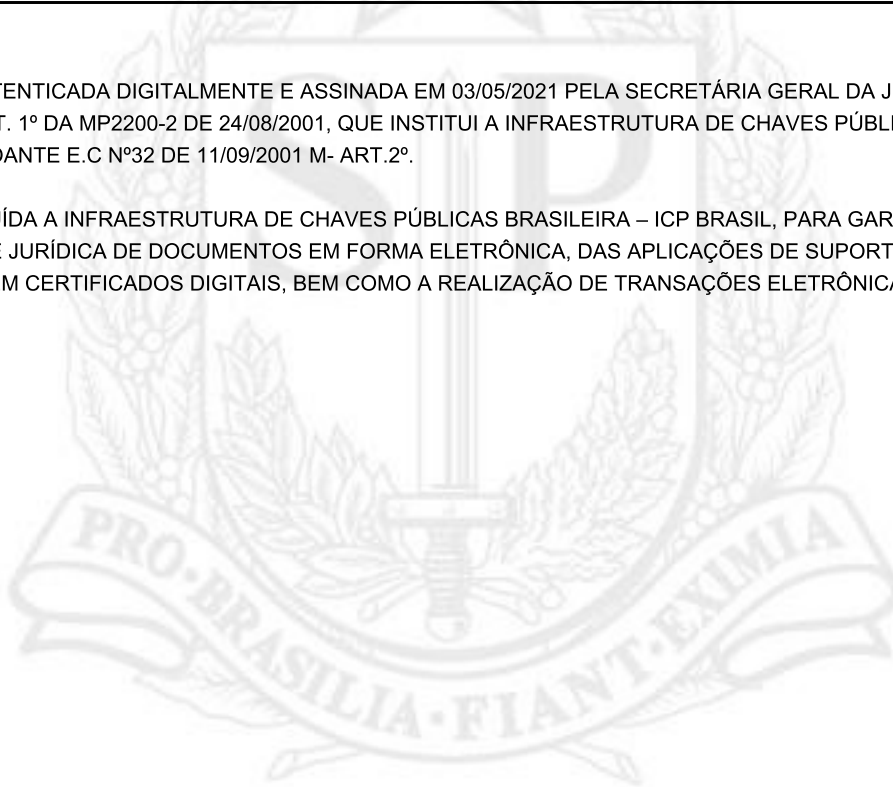 TENTICADA DIGITALMENTE E ASSINADA EM 03/05/2021 PELA SECRETÁRIA GERAL DA J
T. 1º DA MP2200-2 DE 24/08/2001, QUE INSTITUI A INFRAESTRUTURA DE CHAVES PÚBLI
DANTE E.C Nº32 DE 11/09/2001 M- ART.2º.
ÍDA A INFRAESTRUTURA DE CHAVES PÚBLICAS BRASILEIRA – ICP BRASIL, PARA GAR
E JURÍDICA DE DOCUMENTOS EM FORMA ELETRÔNICA, DAS APLICAÇÕES DE SUPORT
M CERTIFICADOS DIGITAIS, BEM COMO A REALIZAÇÃO DE TRANSAÇÕES ELETRÔNICA
SP
PRO·BRASILIA·FIANT·EXIMIA